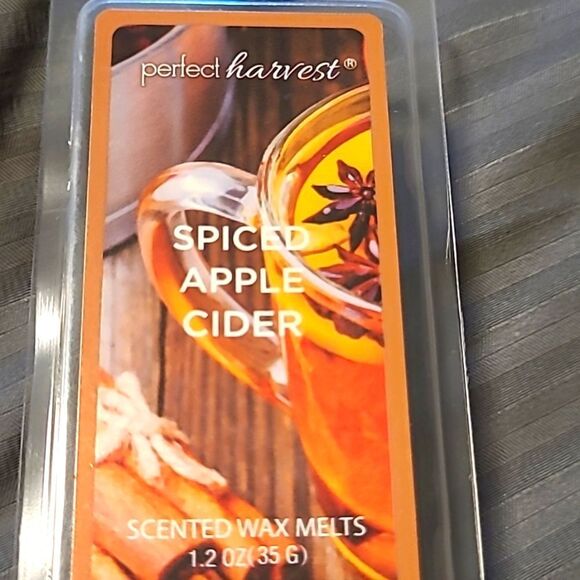 perfect harvest®
SPICED
APPLE
CIDER
SCENTED WAX MELTS
1.2 OZ(35 G)